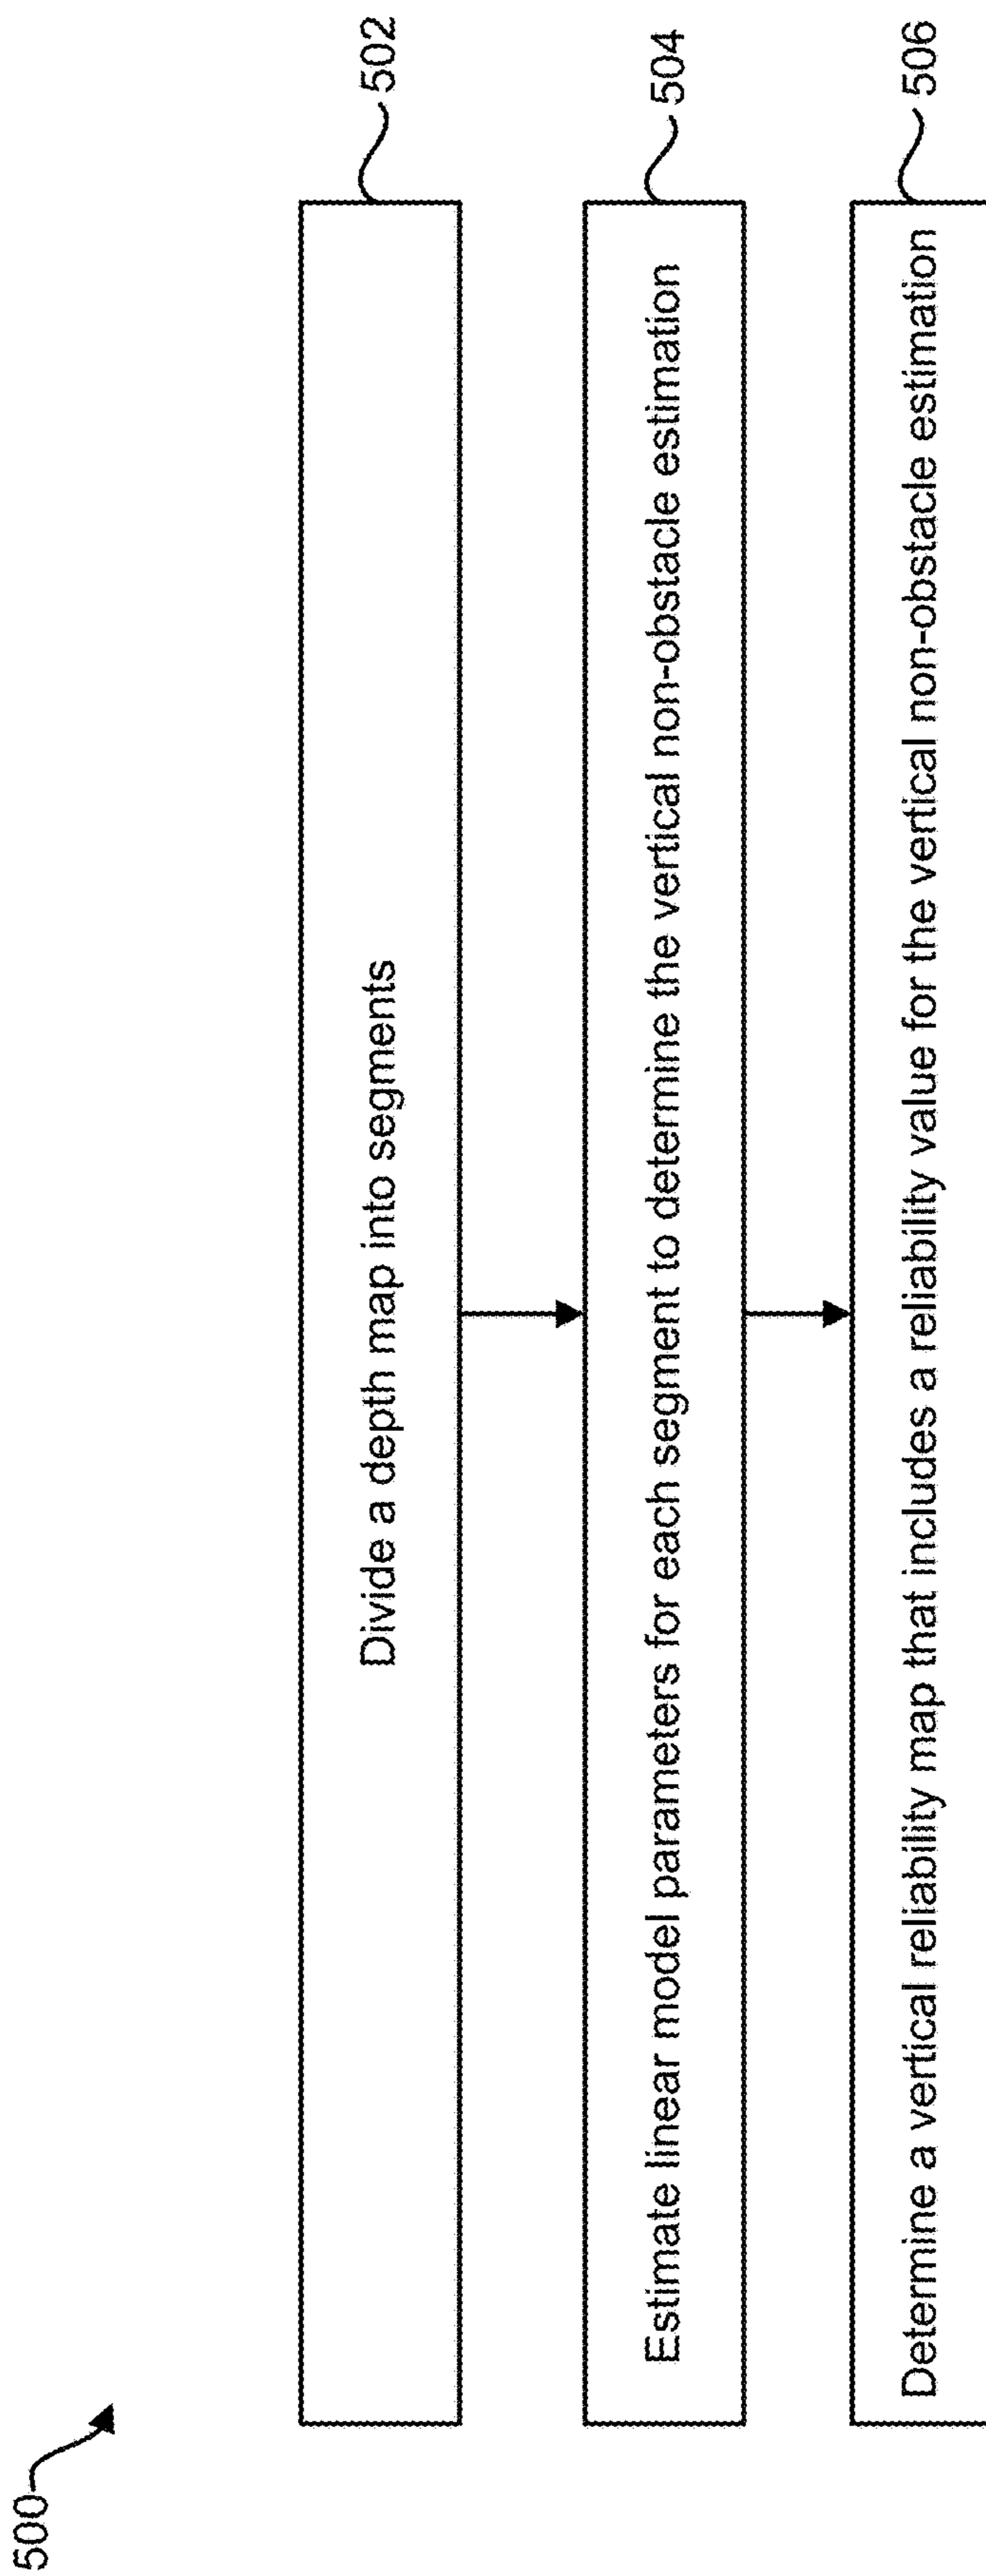 500
Divide a depth map into segments
502
Estimate linear model parameters for each segment to determine the vertical non-obstacle estimation
504
Determine a vertical reliability map that includes a reliability value for the vertical non-obstacle estimation
506